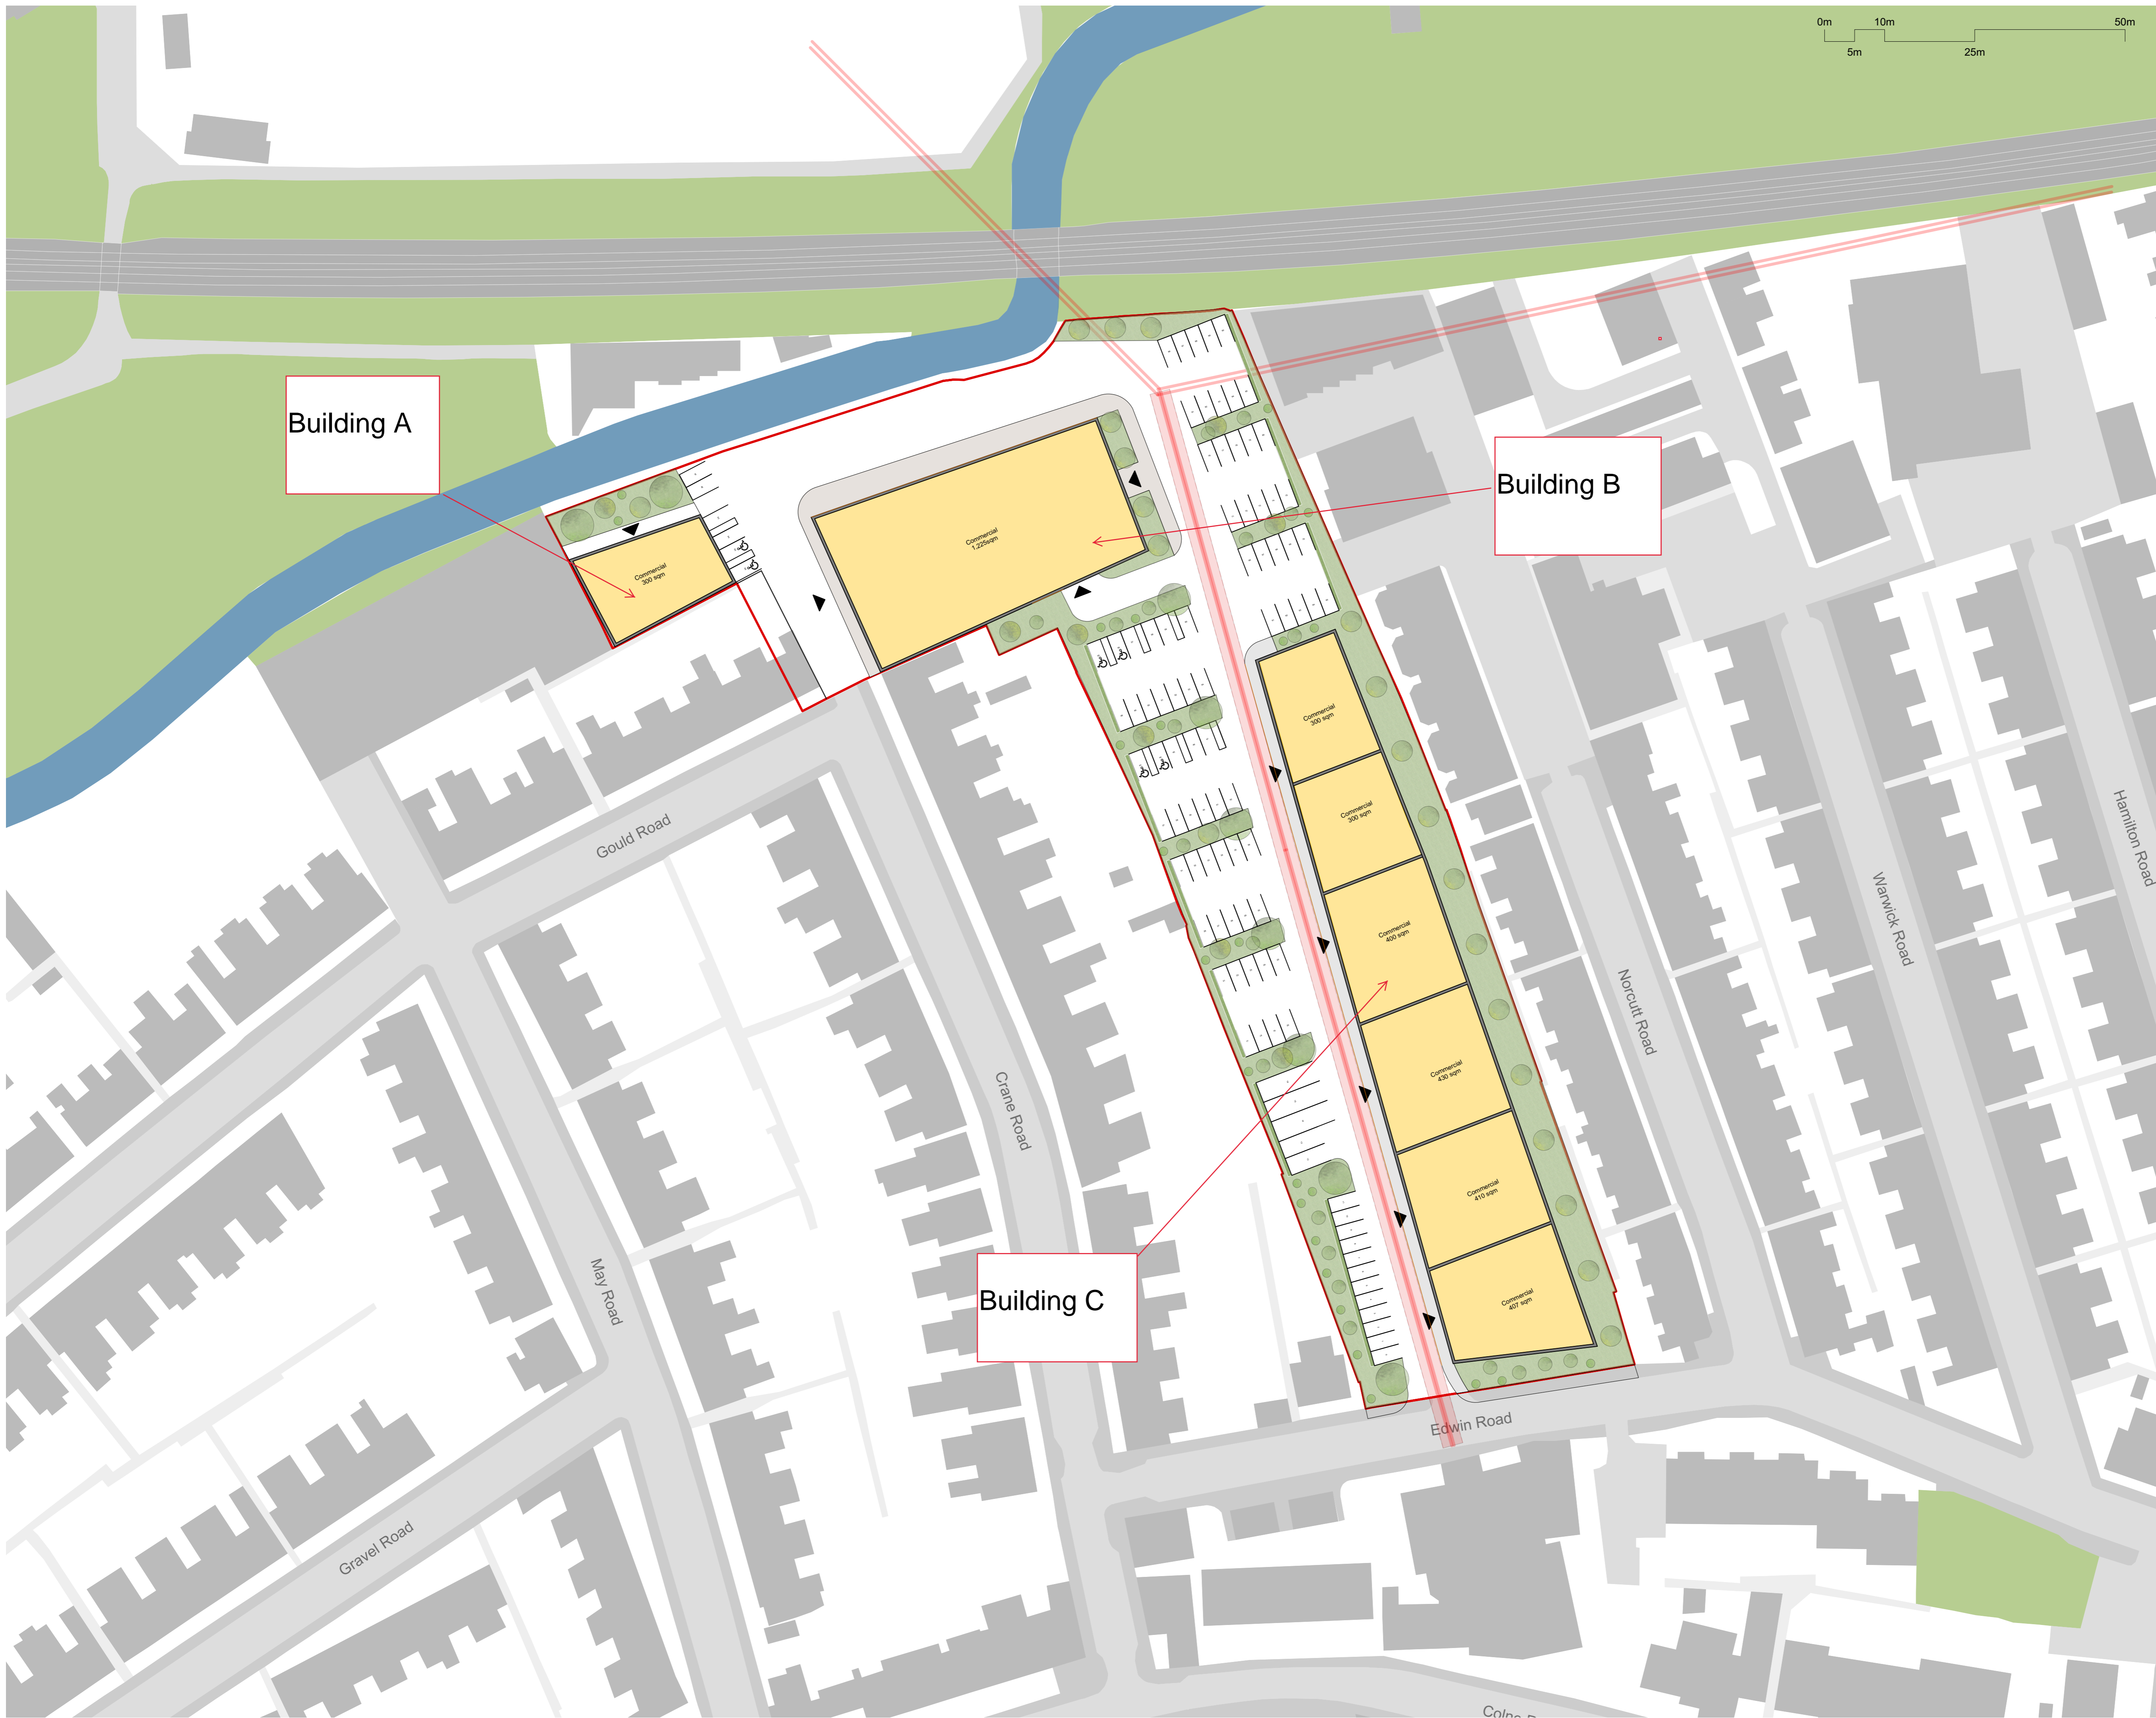 0m 10m 50m
5m 25m
Building A
Building B
Commercial
1,225sqm
Commercial
300 sqm
Commercial
300 sqm
Commercial
300 sqm
Commercial
400 sqm
Commercial
430 sqm
Commercial
410 sqm
Commercial
407 sqm
Building C
Gould Road
Crane Road
May Road
Gravel Road
Edwin Road
Norcutt Road
Warwick Road
Hamilton Road